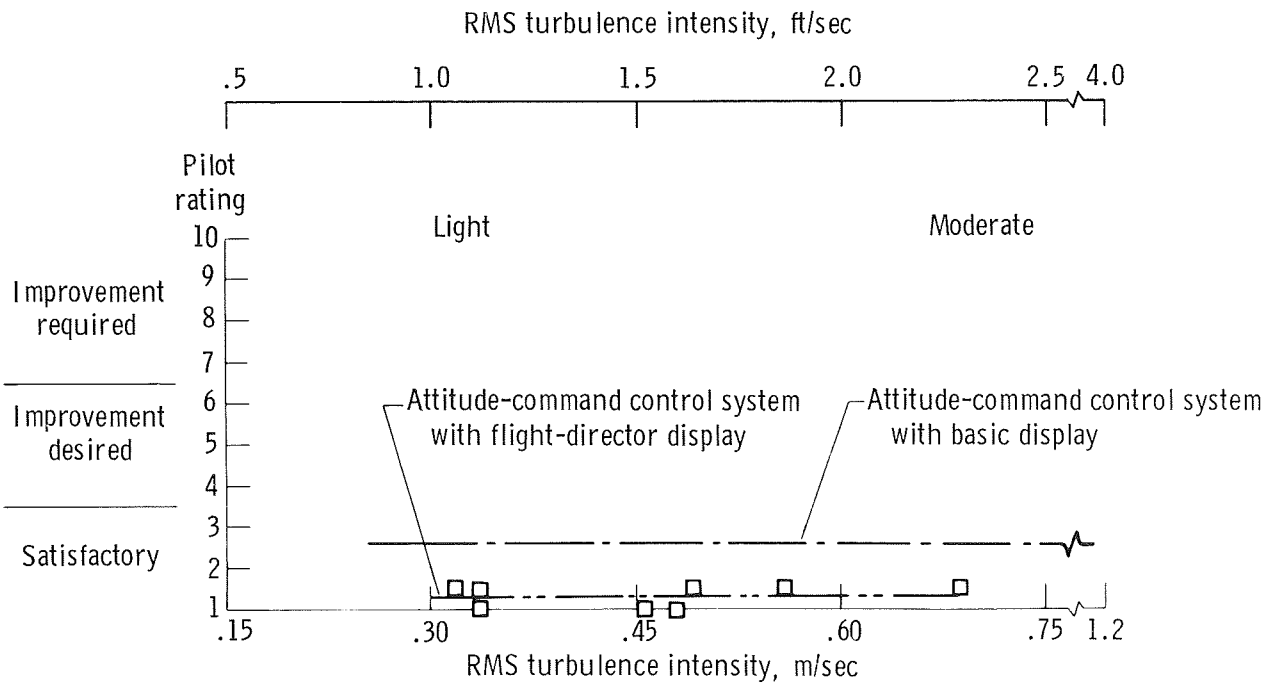 RMS turbulence intensity, ft/sec
.5 1.0 1.5 2.0 2.5 4.0
Pilot
rating
Light Moderate
10
9
Improvement
required
8
7
6
Improvement
desired
5
4
Attitude-command control system
with flight-director display
Attitude-command control system
with basic display
3
Satisfactory
2
1
.15 .30 .45 .60 .75 1.2
RMS turbulence intensity, m/sec